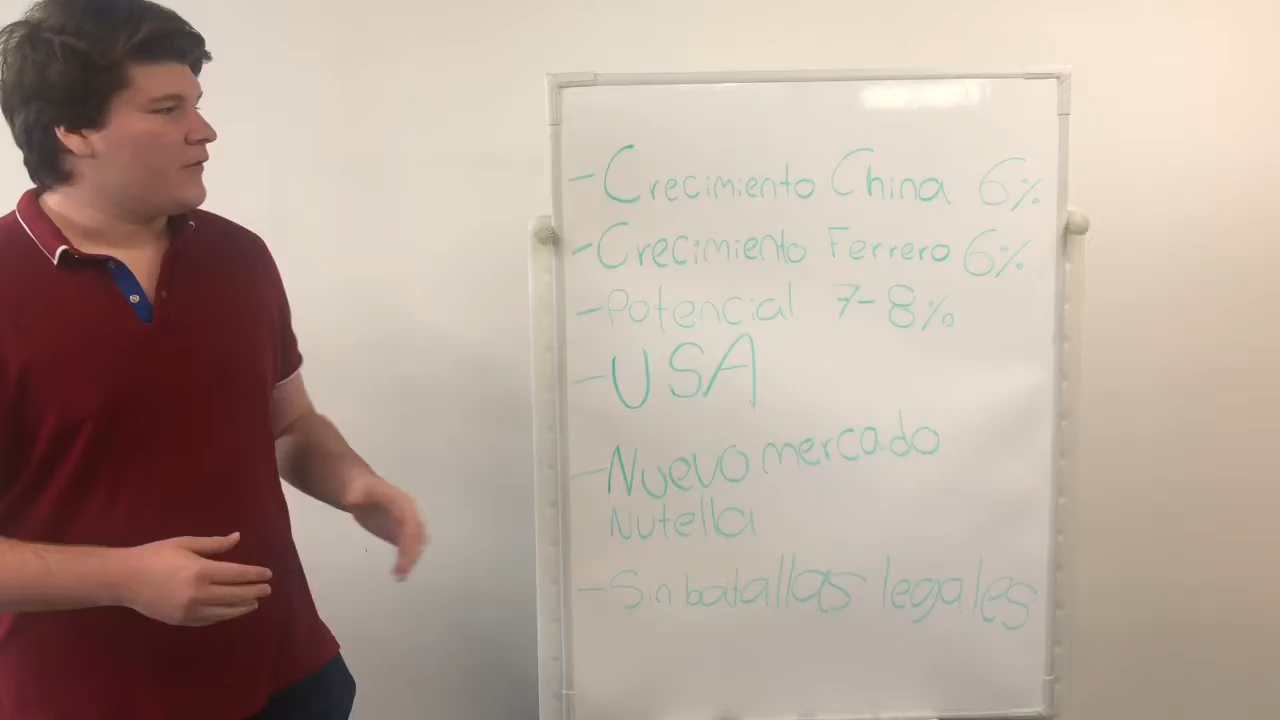 - Crecimiento China 6%
- Crecimiento Ferrero 6%
- Potencial 7-8%
- USA
- Nuevo mercado
Nutella
- Sin batallas legales